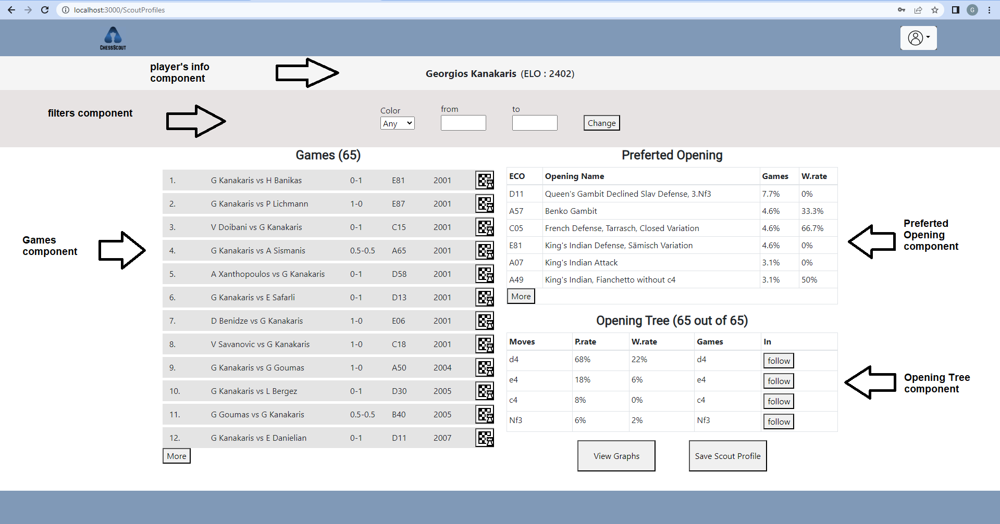 localhost:3000/ScoutProfiles
G
ChessScout
player's info
component
Georgios Kanakaris (ELO : 2402)
filters component
Color
Any
from
to
Change
Games (65)
1. G Kanakaris vs H Banikas 0-1 E81 2001
2. G Kanakaris vs P Lichmann 1-0 E87 2001
3. V Doibani vs G Kanakaris 0-1 C15 2001
4. G Kanakaris vs A Sismanis 0.5-0.5 A65 2001
5. A Xanthopoulos vs G Kanakaris 0-1 D58 2001
6. G Kanakaris vs E Safarli 0-1 D13 2001
7. D Benidze vs G Kanakaris 1-0 E06 2001
8. V Savanovic vs G Kanakaris 1-0 C18 2001
9. G Kanakaris vs G Goumas 1-0 A50 2004
10. G Kanakaris vs L Bergez 0-1 D30 2005
11. G Goumas vs G Kanakaris 0.5-0.5 B40 2005
12. G Kanakaris vs E Danielian 0-1 D11 2007
More
Games
component
Preferted Opening
ECO Opening Name Games W.rate
D11 Queen's Gambit Declined Slav Defense, 3.Nf3 7.7% 0%
A57 Benko Gambit 4.6% 33.3%
C05 French Defense, Tarrasch, Closed Variation 4.6% 66.7%
E81 King's Indian Defense, Sämisch Variation 4.6% 0%
A07 King's Indian Attack 3.1% 0%
A49 King's Indian, Fianchetto without c4 3.1% 50%
More
Preferted
Opening
component
Opening Tree (65 out of 65)
Moves P.rate W.rate Games In
d4 68% 22% d4 follow
e4 18% 6% e4 follow
c4 8% 0% c4 follow
Nf3 6% 2% Nf3 follow
Opening Tree
component
View Graphs
Save Scout Profile